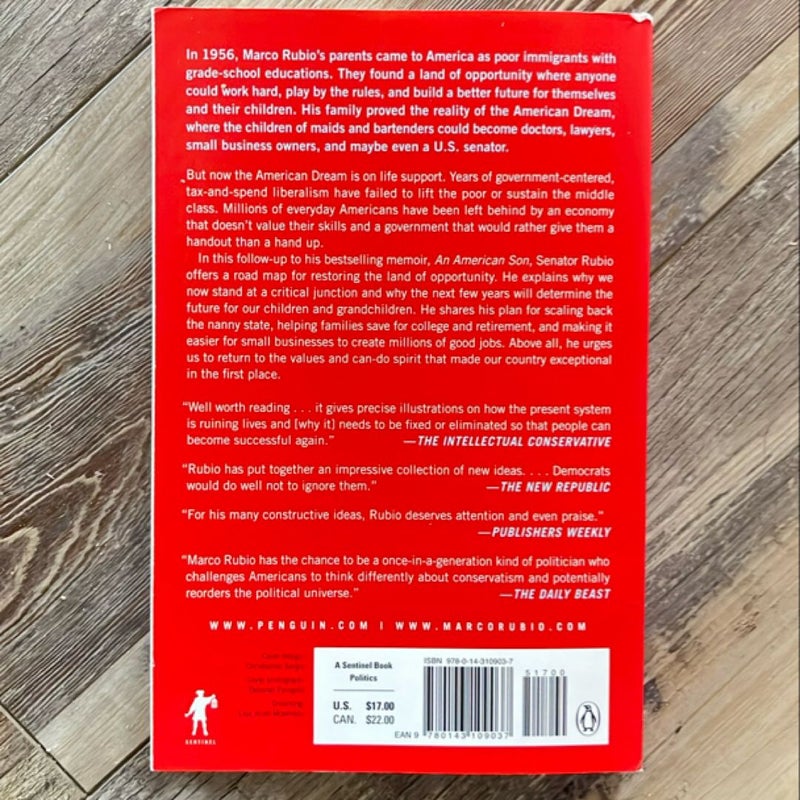 In 1956, Marco Rubio's parents came to America as poor immigrants with
grade-school educations. They found a land of opportunity where anyone
could work hard, play by the rules, and build a better future for themselves
and their children. His family proved the reality of the American Dream,
where the children of maids and bartenders could become doctors, lawyers,
small business owners, and maybe even a U.S. senator.
But now the American Dream is on life support. Years of government-centered,
tax-and-spend liberalism have failed to lift the poor or sustain the middle
class. Millions of everyday Americans have been left behind by an economy
that doesn't value their skills and a government that would rather give them a
handout than a hand up.
In this follow-up to his bestselling memoir, An American Son, Senator Rubio
offers a road map for restoring the land of opportunity. He explains why we
now stand at a critical junction and why the next few years will determine the
future for our children and grandchildren. He shares his plan for scaling back
the nanny state, helping families save for college and retirement, and making it
easier for small businesses to create millions of good jobs. Above all, he urges
us to return to the values and can-do spirit that made our country exceptional
in the first place.
"Well worth reading . . . it gives precise illustrations on how the present system
is ruining lives and [why it] needs to be fixed or eliminated so that people can
become successful again." —THE INTELLECTUAL CONSERVATIVE
"Rubio has put together an impressive collection of new ideas. . . . Democrats
would do well not to ignore them." —THE NEW REPUBLIC
"For his many constructive ideas, Rubio deserves attention and even praise."
—PUBLISHERS WEEKLY
"Marco Rubio has the chance to be a once-in-a-generation kind of politician who
challenges Americans to think differently about conservatism and potentially
reorders the political universe." —THE DAILY BEAST
WWW.PENGUIN.COM | WWW.MARCORUBIO.COM
SENTINEL
A Sentinel Book
Politics
U.S. $17.00
CAN. $22.00
ISBN 978-0-14-310903-7
51700
EAN 9 780143 109037